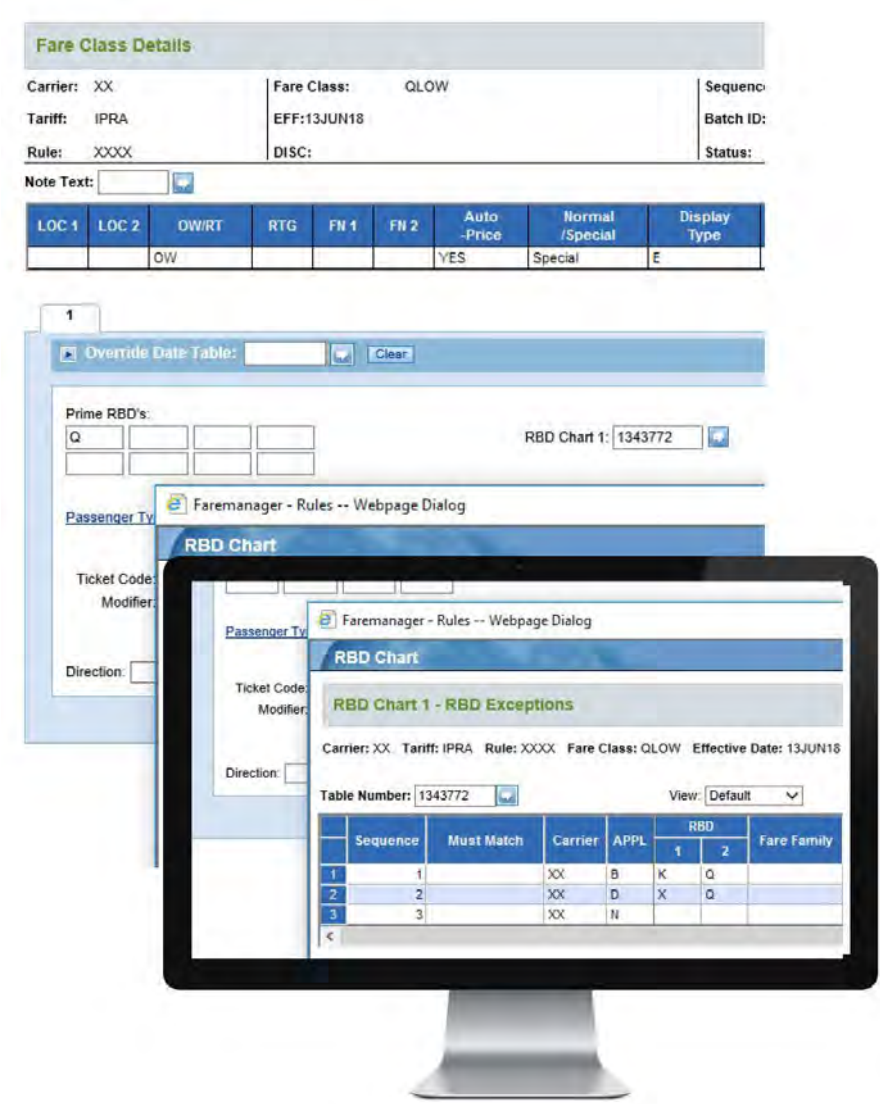 Fare Class Details
Carrier: XX Fare Class: QLOW Sequenc
Tariff: IPRA EFF:13JUN18 Batch ID:
Rule: XXXX DISC: Status:
Note Text:
LOC 1 LOC 2 OW/RT RTG FN 1 FN 2 Auto -Price Normal /Special Display Type
OW YES Special E
1
Override Date Table: Clear
Prime RBD's:
Q RBD Chart 1: 1343772
Passenger Ty
Ticket Code:
Modifier:
Direction:
Faremanager - Rules -- Webpage Dialog
RBD Chart
Passenger Ty
Ticket Code:
Modifier:
Direction:
Faremanager - Rules -- Webpage Dialog
RBD Chart
RBD Chart 1 - RBD Exceptions
Carrier: XX Tariff: IPRA Rule: XXXX Fare Class: QLOW Effective Date: 13JUN18
Table Number: 1343772 View: Default
Sequence Must Match Carrier APPL RBD 1 2 Fare Family
1 1 XX B K Q
2 2 XX D X Q
3 3 XX N
<